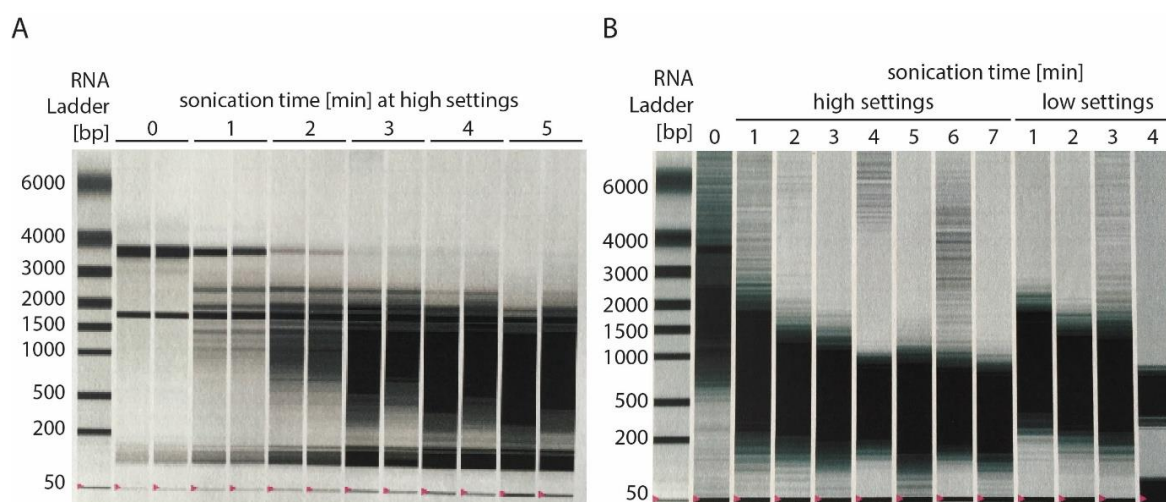 A
RNA
Ladder
[bp]
sonication time [min] at high settings
0 1 2 3 4 5
6000
4000
3000
2000
1500
1000
500
200
50
B
RNA
Ladder
[bp]
sonication time [min]
high settings low settings
0 1 2 3 4 5 6 7 1 2 3 4
6000
4000
3000
2000
1500
1000
500
200
50